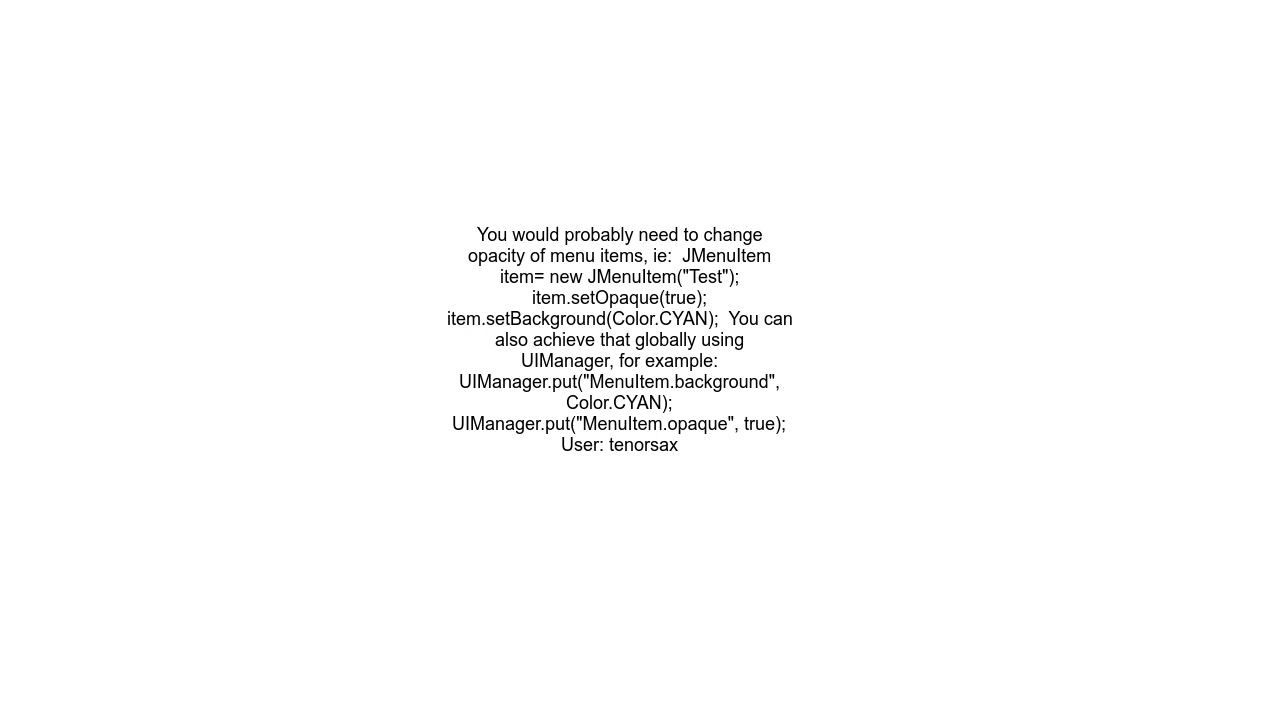 You would probably need to change
opacity of menu items, ie:  JMenuItem
item= new JMenuItem("Test");
item.setOpaque(true);
item.setBackground(Color.CYAN);  You can
also achieve that globally using
UIManager, for example:
UIManager.put("MenuItem.background",
Color.CYAN);
UIManager.put("MenuItem.opaque", true);
User: tenorsax